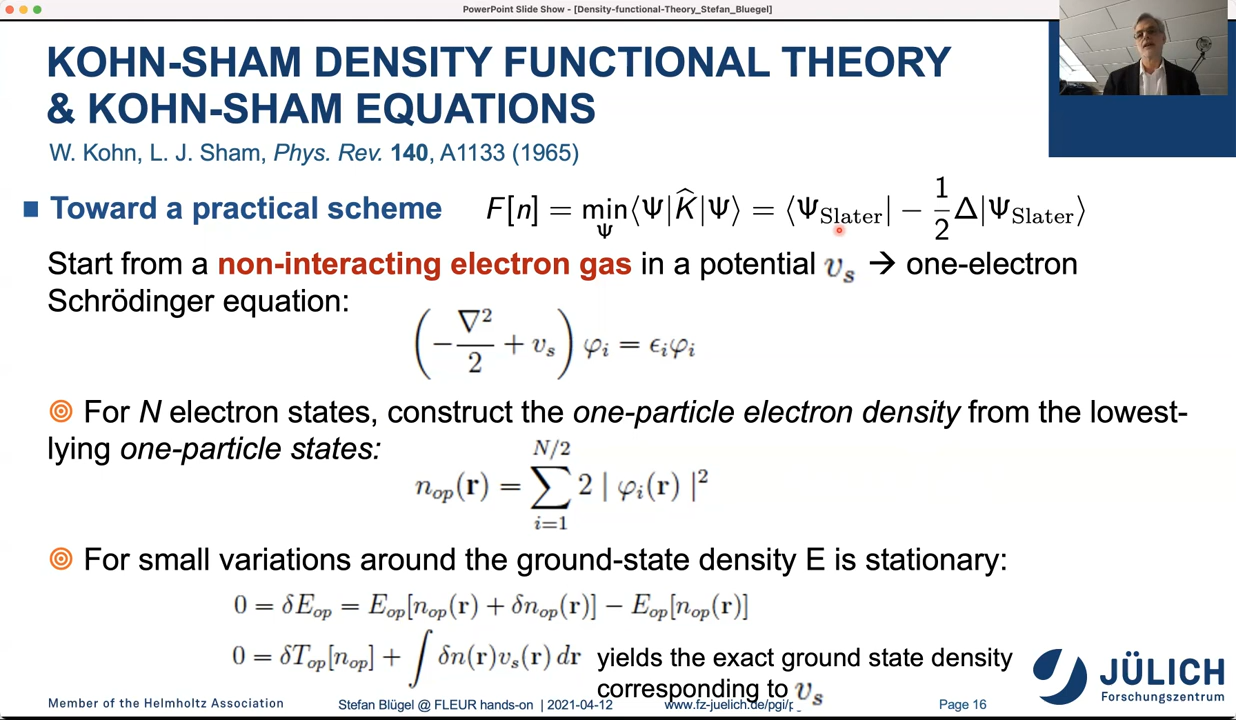 PowerPoint Slide Show - [Density-functional-Theory_Stefan_Bluegel]
KOHN-SHAM DENSITY FUNCTIONAL THEORY
& KOHN-SHAM EQUATIONS
W. Kohn, L. J. Sham, Phys. Rev. 140, A1133 (1965)
Toward a practical scheme F[n] = min_Ψ ⟨Ψ|K̂|Ψ⟩ = ⟨Ψ_Slater| − 1/2 Δ|Ψ_Slater⟩
Start from a non-interacting electron gas in a potential v_s → one-electron
Schrödinger equation:
(−∇²/2 + v_s) φ_i = ϵ_iφ_i
For N electron states, construct the one-particle electron density from the lowest-
lying one-particle states:
n_op(r) = ∑_{i=1}^{N/2} 2 | φ_i(r) |²
For small variations around the ground-state density E is stationary:
0 = δE_op = E_op[n_op(r) + δn_op(r)] − E_op[n_op(r)]
0 = δT_op[n_op] + ∫ δn(r)v_s(r) dr yields the exact ground state density
corresponding to v_s
Member of the Helmholtz Association Stefan Blügel @ FLEUR hands-on | 2021-04-12 www.fz-juelich.de/pgi/ Page 16
JÜLICH
Forschungszentrum